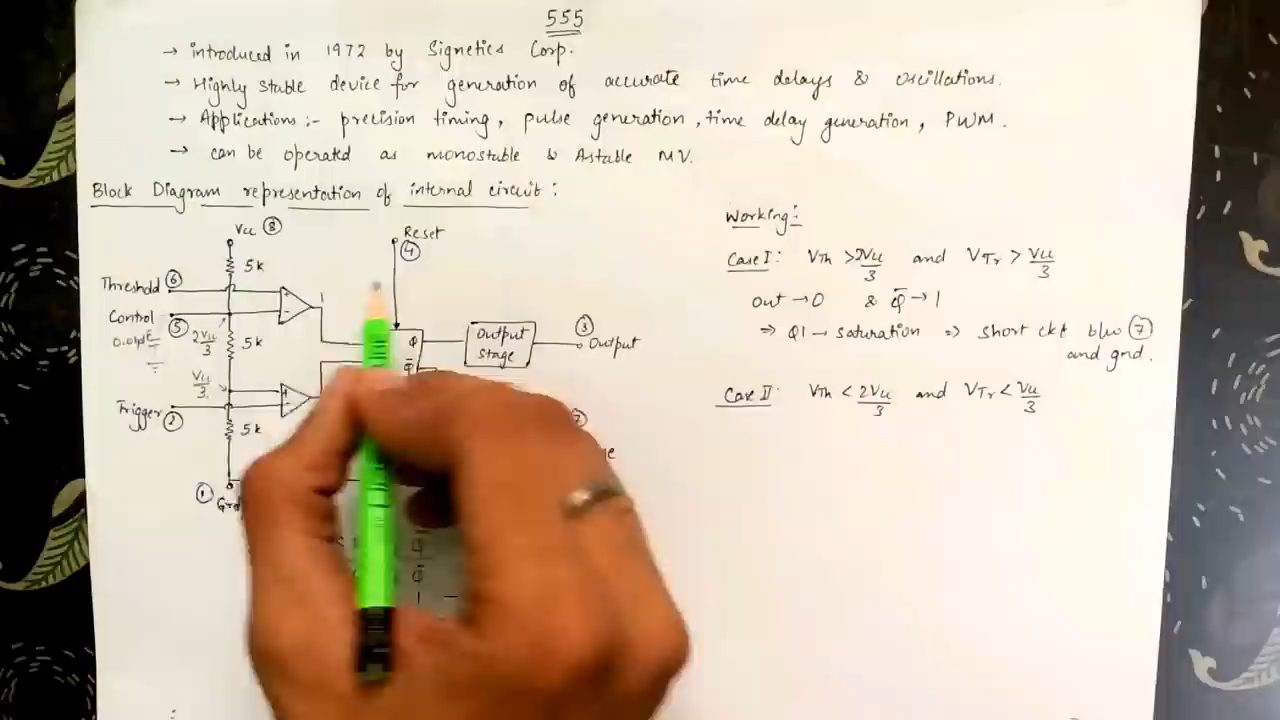 555
→ introduced in 1972 by Signetics Corp.
→ Highly stable device for generation of accurate time delays & oscillations.
→ Applications :- precision timing, pulse generation, time delay generation, PWM.
→ can be operated as monostable & Astable MV.
Block Diagram representation of internal circuit :
Vcc ⑧
Reset
④
5k
Threshold ⑥
Control
⑤
0.01µF
2Vcc/3
5k
Q
Output stage
③
Output
Vcc/3
Q̄
+
−
Trigger ②
5k
①
Q̄
Q̄
1 −
Working :
Case I : VTh > 2Vcc/3 and VTr > Vcc/3
out → 0 & Q̄ → 1
⇒ Q1 → saturation ⇒ short ckt b/w ⑦
and gnd.
Case II : VTh < 2Vcc/3 and VTr < Vcc/3